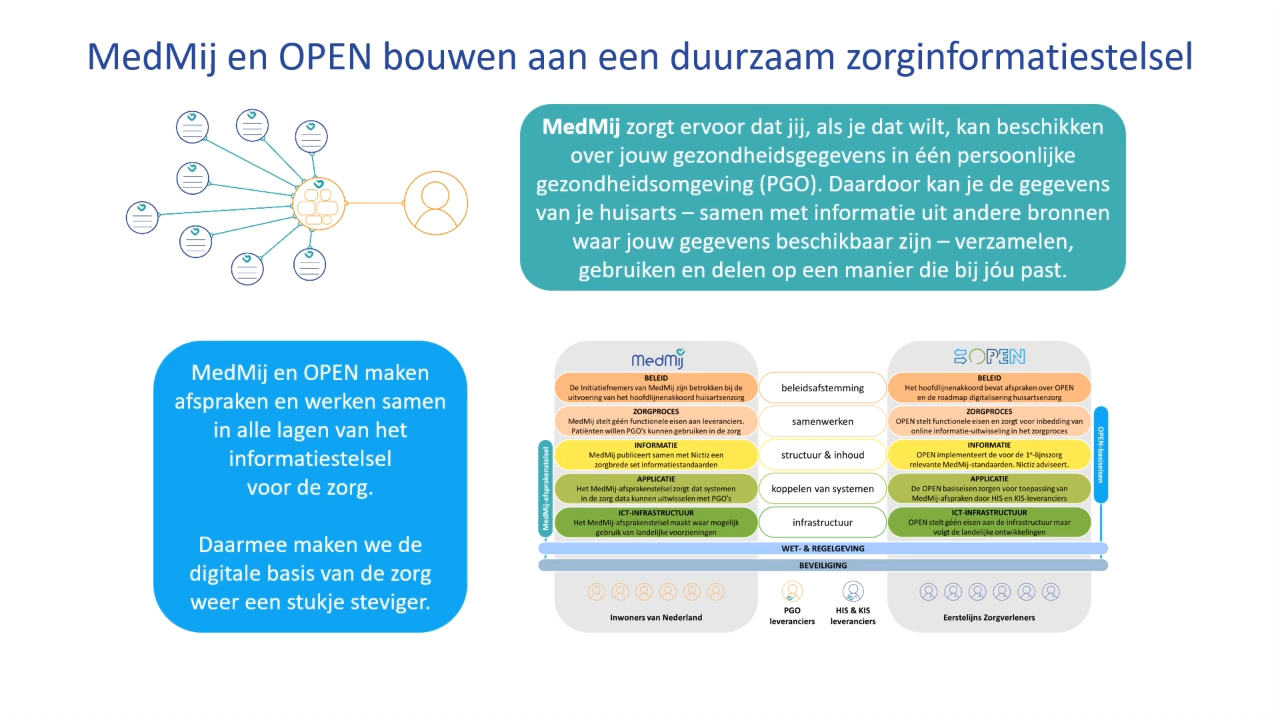 MedMij en OPEN bouwen aan een duurzaam zorginformatiestelsel
MedMij zorgt ervoor dat jij, als je dat wilt, kan beschikken
over jouw gezondheidsgegevens in één persoonlijke
gezondheidsomgeving (PGO). Daardoor kan je de gegevens
van je huisarts – samen met informatie uit andere bronnen
waar jouw gegevens beschikbaar zijn – verzamelen,
gebruiken en delen op een manier die bij jóu past.
MedMij en OPEN maken
afspraken en werken samen
in alle lagen van het
informatiestelsel
voor de zorg.
Daarmee maken we de
digitale basis van de zorg
weer een stukje steviger.
MedMij
BELEID
De Initiatiefnemers van MedMij zijn betrokken bij de
uitvoering van het hoofdlijnenakkoord huisartsenzorg
ZORGPROCES
MedMij stelt géén functionele eisen aan leveranciers.
Patiënten willen PGO's kunnen gebruiken in de zorg
INFORMATIE
MedMij publiceert samen met Nictiz een
zorgbrede set informatiestandaarden
APPLICATIE
Het MedMij-afsprakenstelsel zorgt dat systemen
in de zorg data kunnen uitwisselen met PGO's
ICT-INFRASTRUCTUUR
Het MedMij-afsprakenstelsel maakt waar mogelijk
gebruik van landelijke voorzieningen
MedMij-afsprakenstelsel
beleidsafstemming
samenwerken
structuur & inhoud
koppelen van systemen
infrastructuur
OPEN
BELEID
Het hoofdlijnenakkoord bevat afspraken over OPEN
en de roadmap digitalisering huisartsenzorg
ZORGPROCES
OPEN stelt functionele eisen en zorgt voor inbedding van
online informatie-uitwisseling in het zorgproces
INFORMATIE
OPEN implementeert de voor de 1e-lijnszorg
relevante MedMij-standaarden. Nictiz adviseert.
APPLICATIE
De OPEN basiseisen zorgen voor toepassing van
MedMij-afspraken door HIS en KIS-leveranciers
ICT-INFRASTRUCTUUR
OPEN stelt géén eisen aan de infrastructuur maar
volgt de landelijke ontwikkelingen
OPEN-basiseisen
WET- & REGELGEVING
BEVEILIGING
Inwoners van Nederland
PGO
leveranciers
HIS & KIS
leveranciers
Eerstelijns Zorgverleners